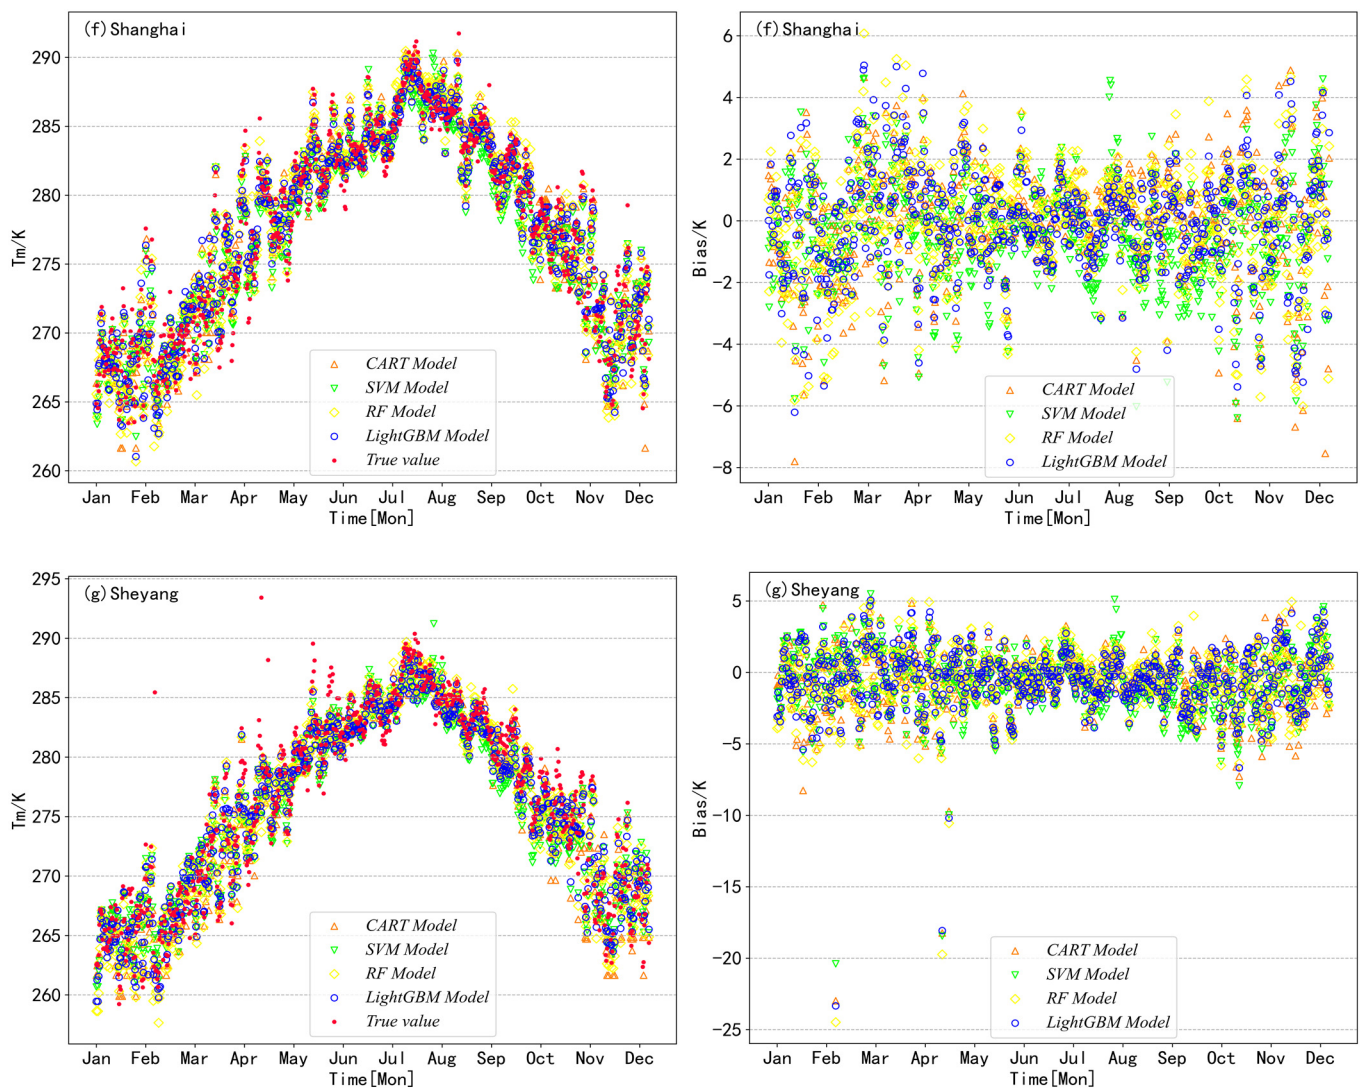 (f)Shanghai
Tm/K
290
285
280
275
270
265
260
CART Model
SVM Model
RF Model
LightGBM Model
True value
Jan Feb Mar Apr May Jun Jul Aug Sep Oct Nov Dec
Time[Mon]
(f)Shanghai
Bias/K
6
4
2
0
−2
−4
−6
−8
CART Model
SVM Model
RF Model
LightGBM Model
Jan Feb Mar Apr May Jun Jul Aug Sep Oct Nov Dec
Time[Mon]
(g)Sheyang
Tm/K
295
290
285
280
275
270
265
260
CART Model
SVM Model
RF Model
LightGBM Model
True value
Jan Feb Mar Apr May Jun Jul Aug Sep Oct Nov Dec
Time[Mon]
(g)Sheyang
Bias/K
5
0
−5
−10
−15
−20
−25
CART Model
SVM Model
RF Model
LightGBM Model
Jan Feb Mar Apr May Jun Jul Aug Sep Oct Nov Dec
Time[Mon]